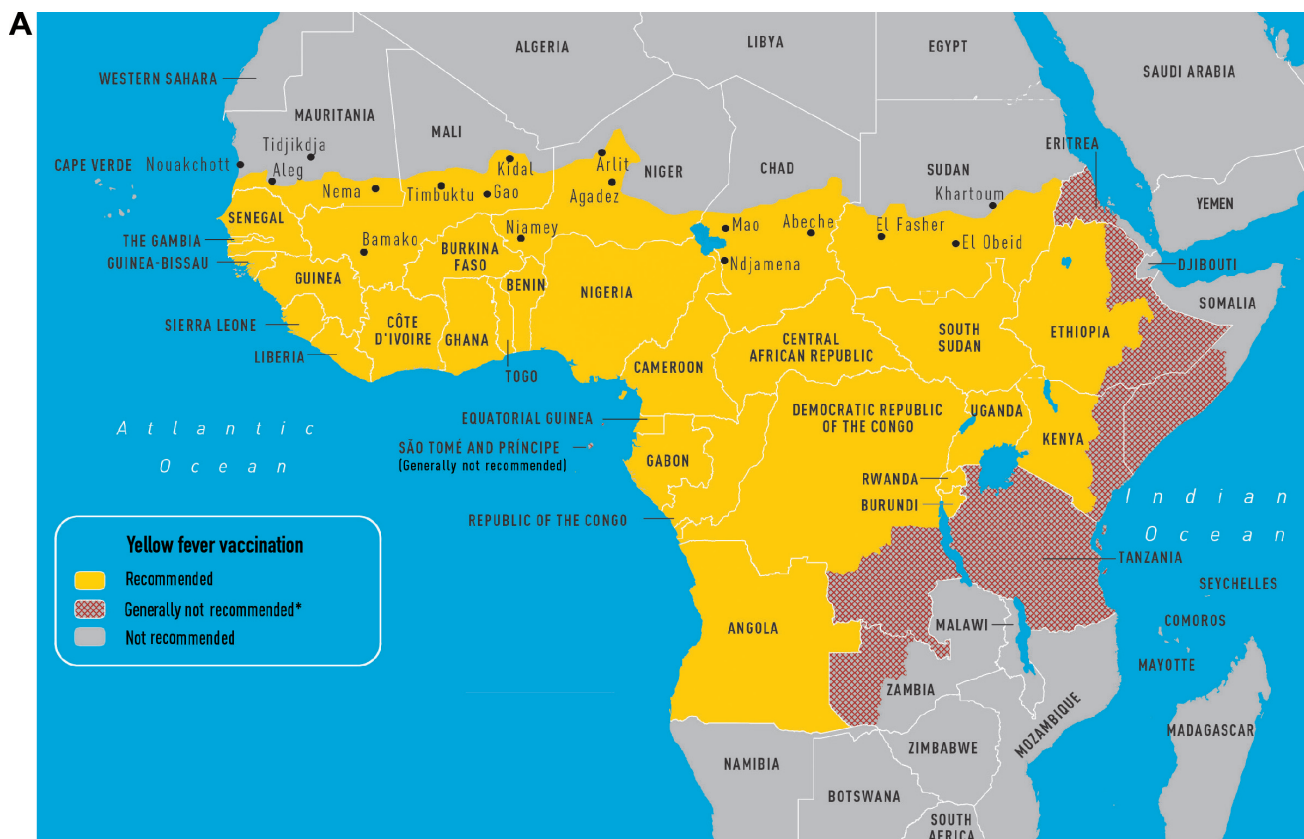 A
ALGERIA
LIBYA
EGYPT
SAUDI ARABIA
WESTERN SAHARA
MAURITANIA
MALI
NIGER
CHAD
SUDAN
ERITREA
YEMEN
CAPE VERDE
Nouakchott
Tidjikdja
Aleg
Nema
Timbuktu
Kidal
Gao
Arlit
Agadez
Khartoum
Mao
Abeche
El Fasher
El Obeid
Ndjamena
Niamey
Bamako
SENEGAL
THE GAMBIA
GUINEA-BISSAU
GUINEA
SIERRA LEONE
LIBERIA
CÔTE
D'IVOIRE
BURKINA
FASO
GHANA
TOGO
BENIN
NIGERIA
CAMEROON
CENTRAL
AFRICAN REPUBLIC
SOUTH
SUDAN
ETHIOPIA
DJIBOUTI
SOMALIA
EQUATORIAL GUINEA
SÃO TOMÉ AND PRÍNCIPE
(Generally not recommended)
GABON
REPUBLIC OF THE CONGO
DEMOCRATIC REPUBLIC
OF THE CONGO
UGANDA
KENYA
RWANDA
BURUNDI
TANZANIA
Atlantic
Ocean
Indian
Ocean
SEYCHELLES
COMOROS
MAYOTTE
MADAGASCAR
ANGOLA
MALAWI
ZAMBIA
MOZAMBIQUE
ZIMBABWE
NAMIBIA
BOTSWANA
SOUTH
AFRICA
Yellow fever vaccination
Recommended
Generally not recommended*
Not recommended